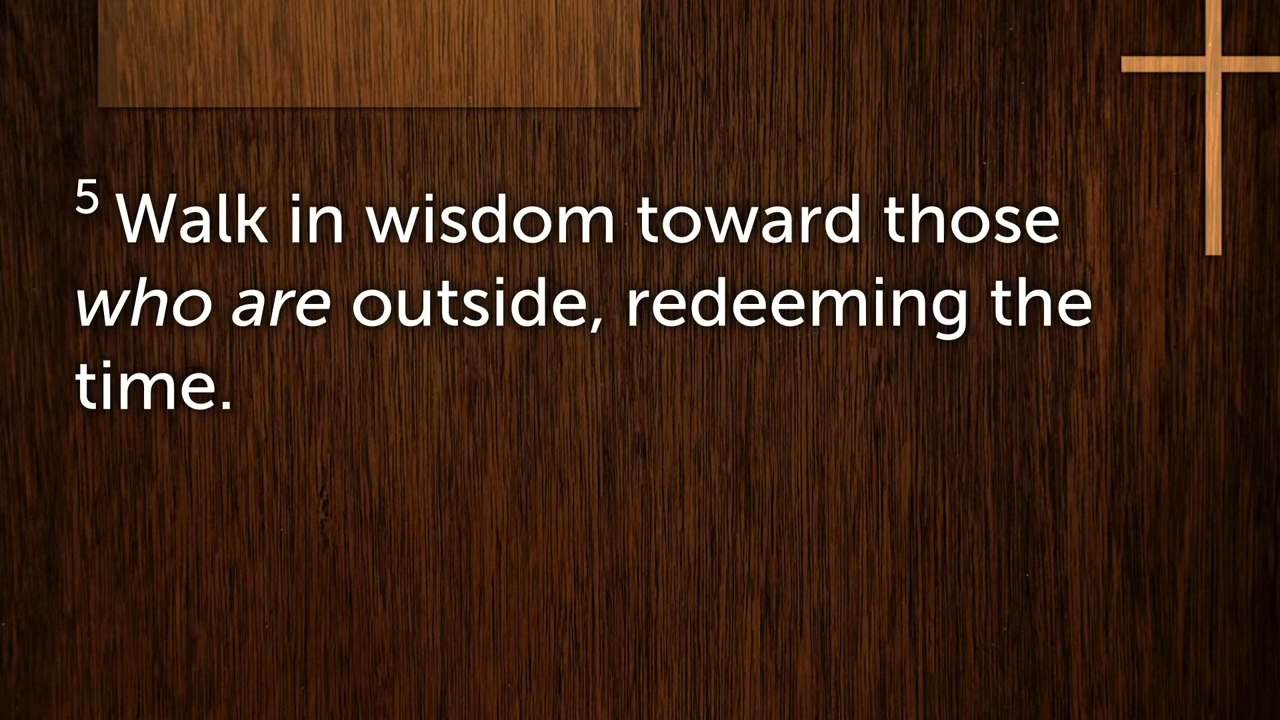 5 Walk in wisdom toward those
who are outside, redeeming the
time.